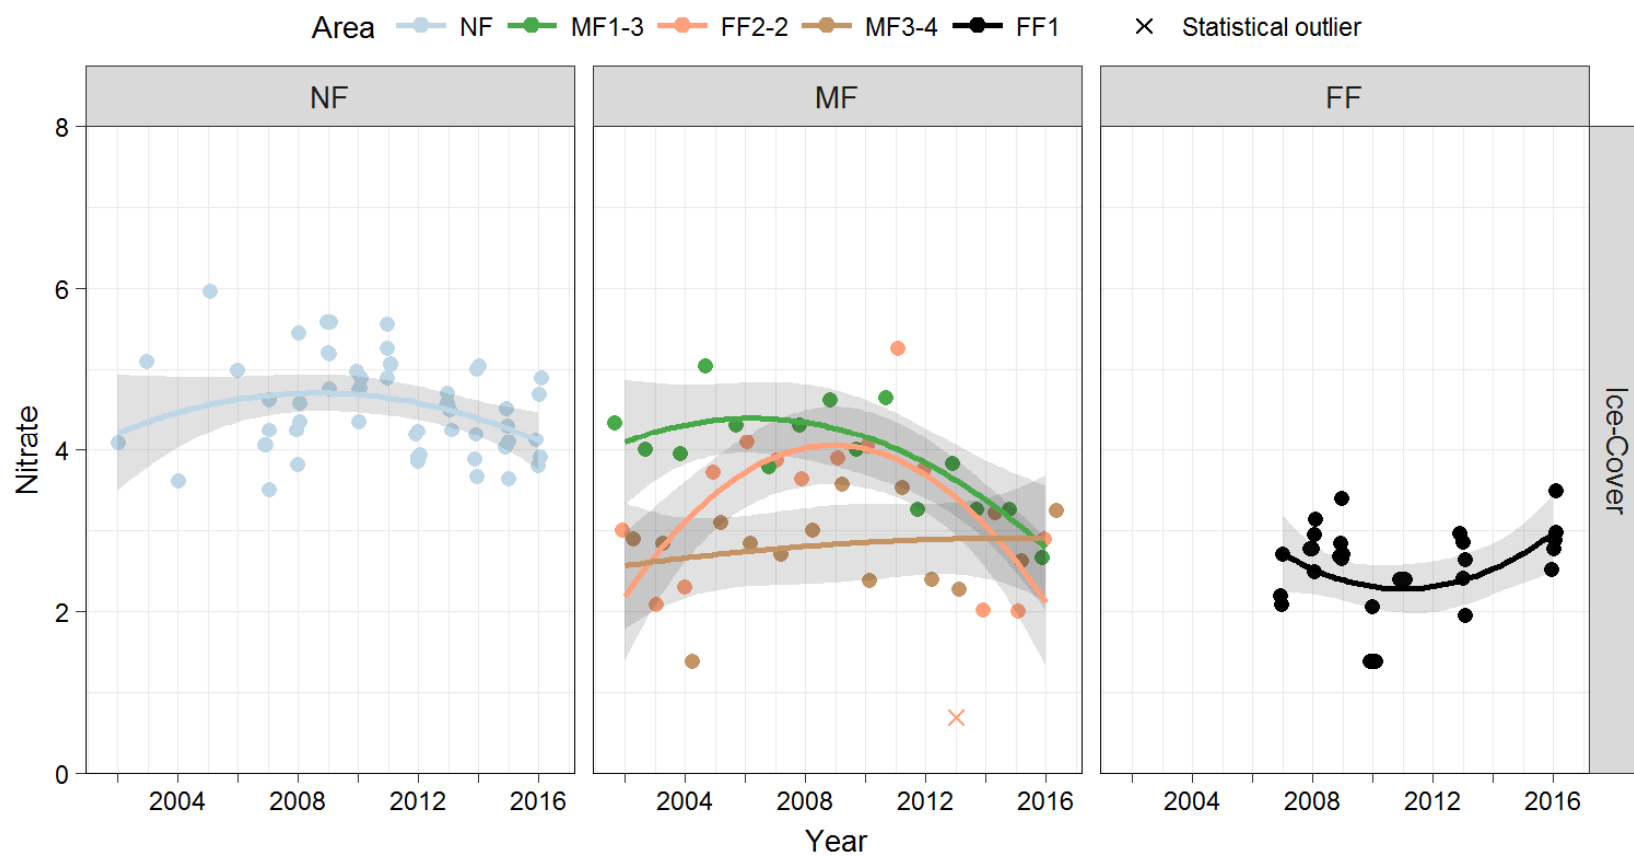 Area NF MF1-3 FF2-2 MF3-4 FF1 Statistical outlier
NF MF FF
8
6
4
2
0
Nitrate
Ice-Cover
2004 2008 2012 2016 2004 2008 2012 2016 2004 2008 2012 2016
Year